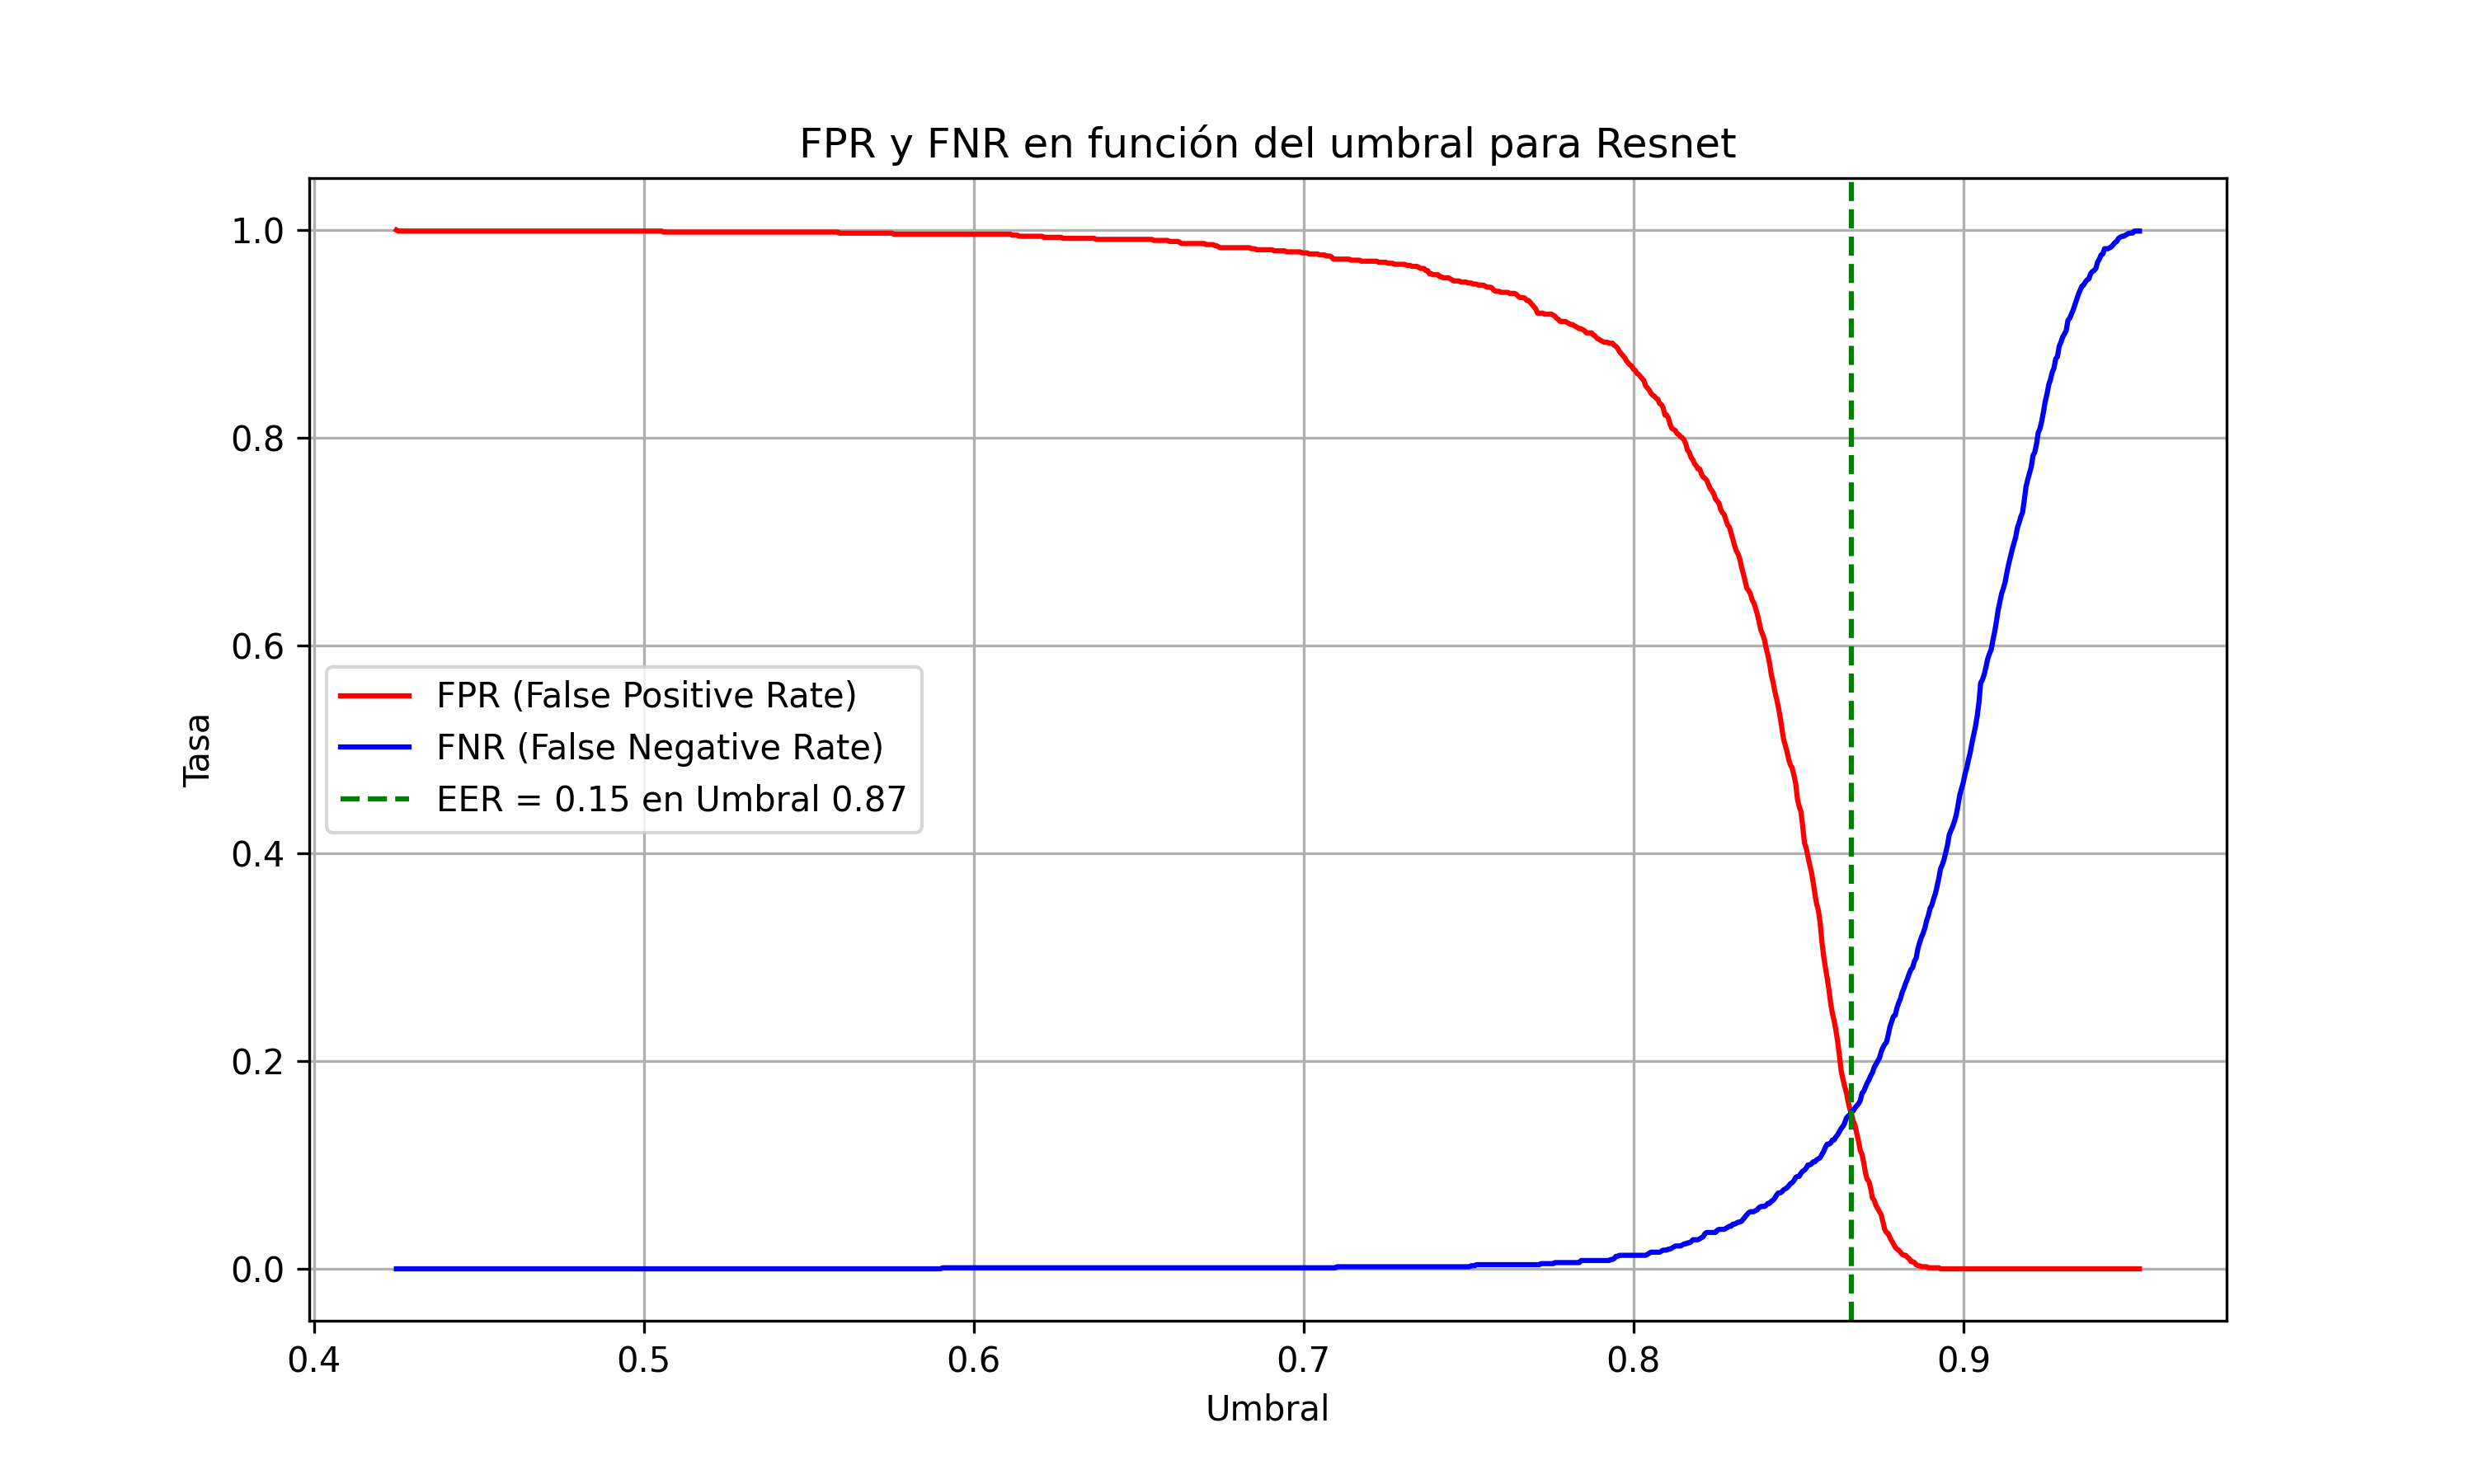 FPR y FNR en función del umbral para Resnet
1.0
0.8
0.6
0.4
0.2
0.0
Tasa
FPR (False Positive Rate)
FNR (False Negative Rate)
EER = 0.15 en Umbral 0.87
0.4 0.5 0.6 0.7 0.8 0.9
Umbral